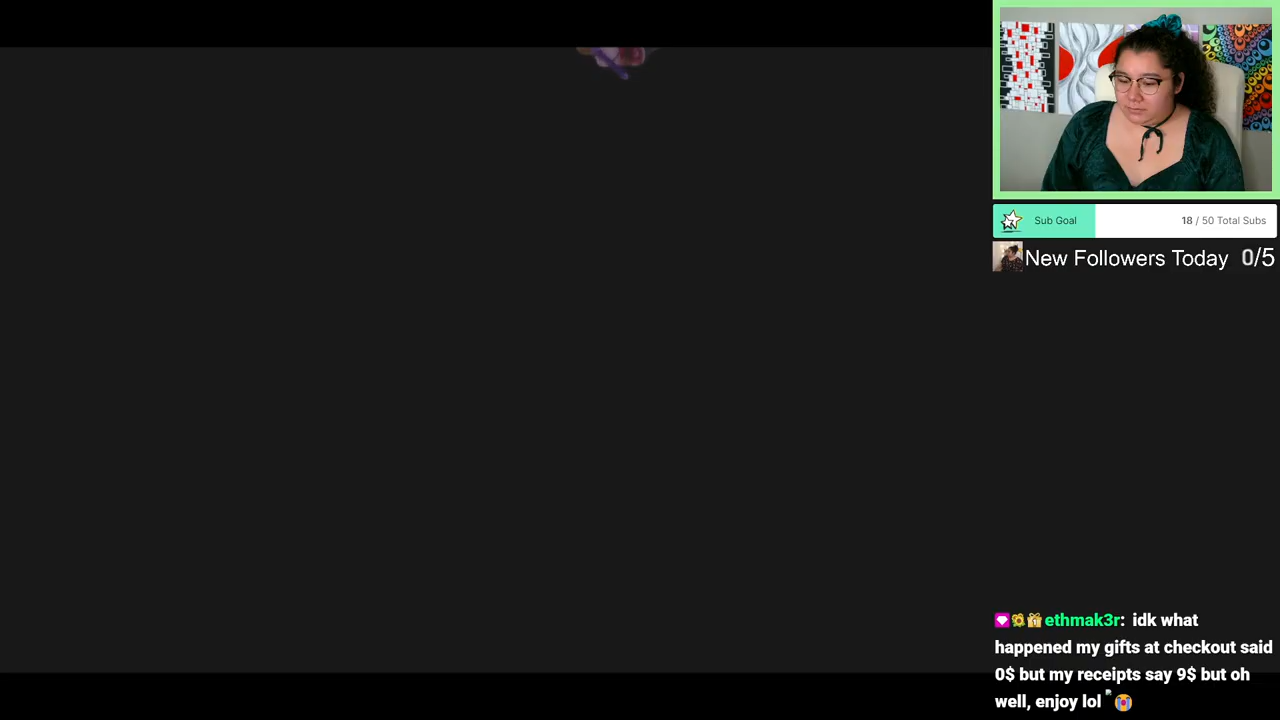 Sub Goal 18 / 50 Total Subs
New Followers Today 0/5
ethmak3r: idk what
happened my gifts at checkout said
0$ but my receipts say 9$ but oh
well, enjoy lol